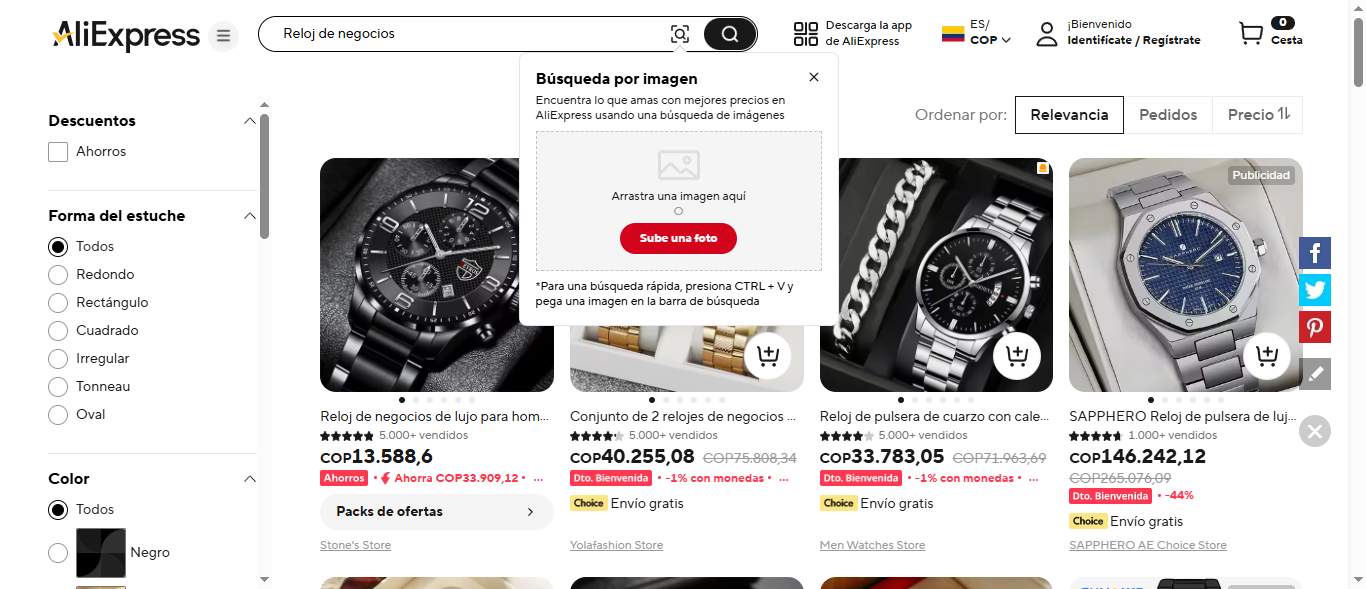 AliExpress
Reloj de negocios
Descarga la app
de AliExpress
ES/
COP
¡Bienvenido
Identifícate / Regístrate
0
Cesta
Búsqueda por imagen
Encuentra lo que amas con mejores precios en
AliExpress usando una búsqueda de imágenes
Arrastra una imagen aquí
O
Sube una foto
*Para una búsqueda rápida, presiona CTRL + V y
pega una imagen en la barra de búsqueda
Ordenar por:
Relevancia
Pedidos
Precio
Descuentos
Ahorros
Forma del estuche
Todos
Redondo
Rectángulo
Cuadrado
Irregular
Tonneau
Oval
Color
Todos
Negro
Reloj de negocios de lujo para hom...
5.000+ vendidos
COP13.588,6
Ahorros
Ahorra COP33.909,12 • ...
Packs de ofertas
Stone's Store
Conjunto de 2 relojes de negocios ...
5.000+ vendidos
COP40.255,08 COP75.808,34
Dto. Bienvenida • -1% con monedas • ...
Choice Envío gratis
Yolafashion Store
Reloj de pulsera de cuarzo con cale...
5.000+ vendidos
COP33.783,05 COP71.963,69
Dto. Bienvenida • -1% con monedas • ...
Choice Envío gratis
Men Watches Store
Publicidad
SAPPHERO Reloj de pulsera de luj...
1.000+ vendidos
COP146.242,12
COP265.076,09
Dto. Bienvenida • -44%
Choice Envío gratis
SAPPHERO AE Choice Store